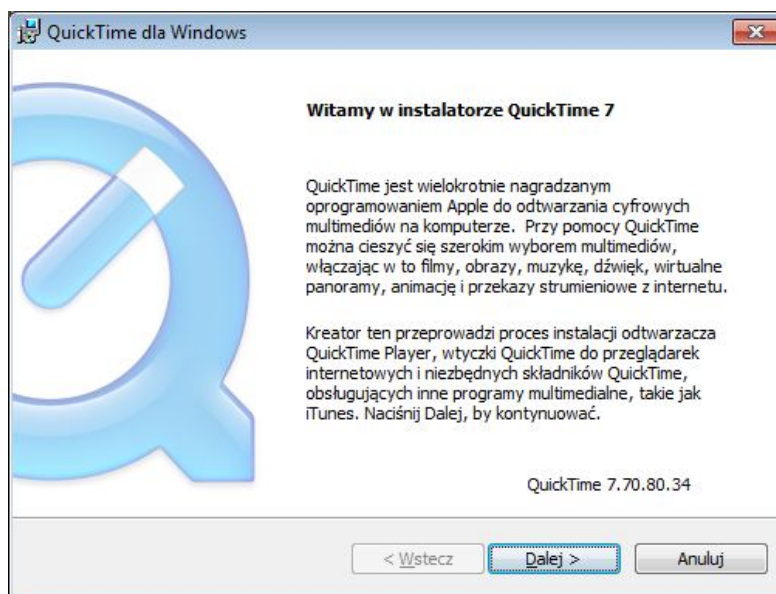 QuickTime dla Windows
Witamy w instalatorze QuickTime 7
QuickTime jest wielokrotnie nagradzanym
oprogramowaniem Apple do odtwarzania cyfrowych
multimediów na komputerze.  Przy pomocy QuickTime
można cieszyć się szerokim wyborem multimediów,
włączając w to filmy, obrazy, muzykę, dźwięk, wirtualne
panoramy, animację i przekazy strumieniowe z internetu.
Kreator ten przeprowadzi proces instalacji odtwarzacza
QuickTime Player, wtyczki QuickTime do przeglądarek
internetowych i niezbędnych składników QuickTime,
obsługujących inne programy multimedialne, takie jak
iTunes. Naciśnij Dalej, by kontynuować.
QuickTime 7.70.80.34
< Wstecz Dalej > Anuluj